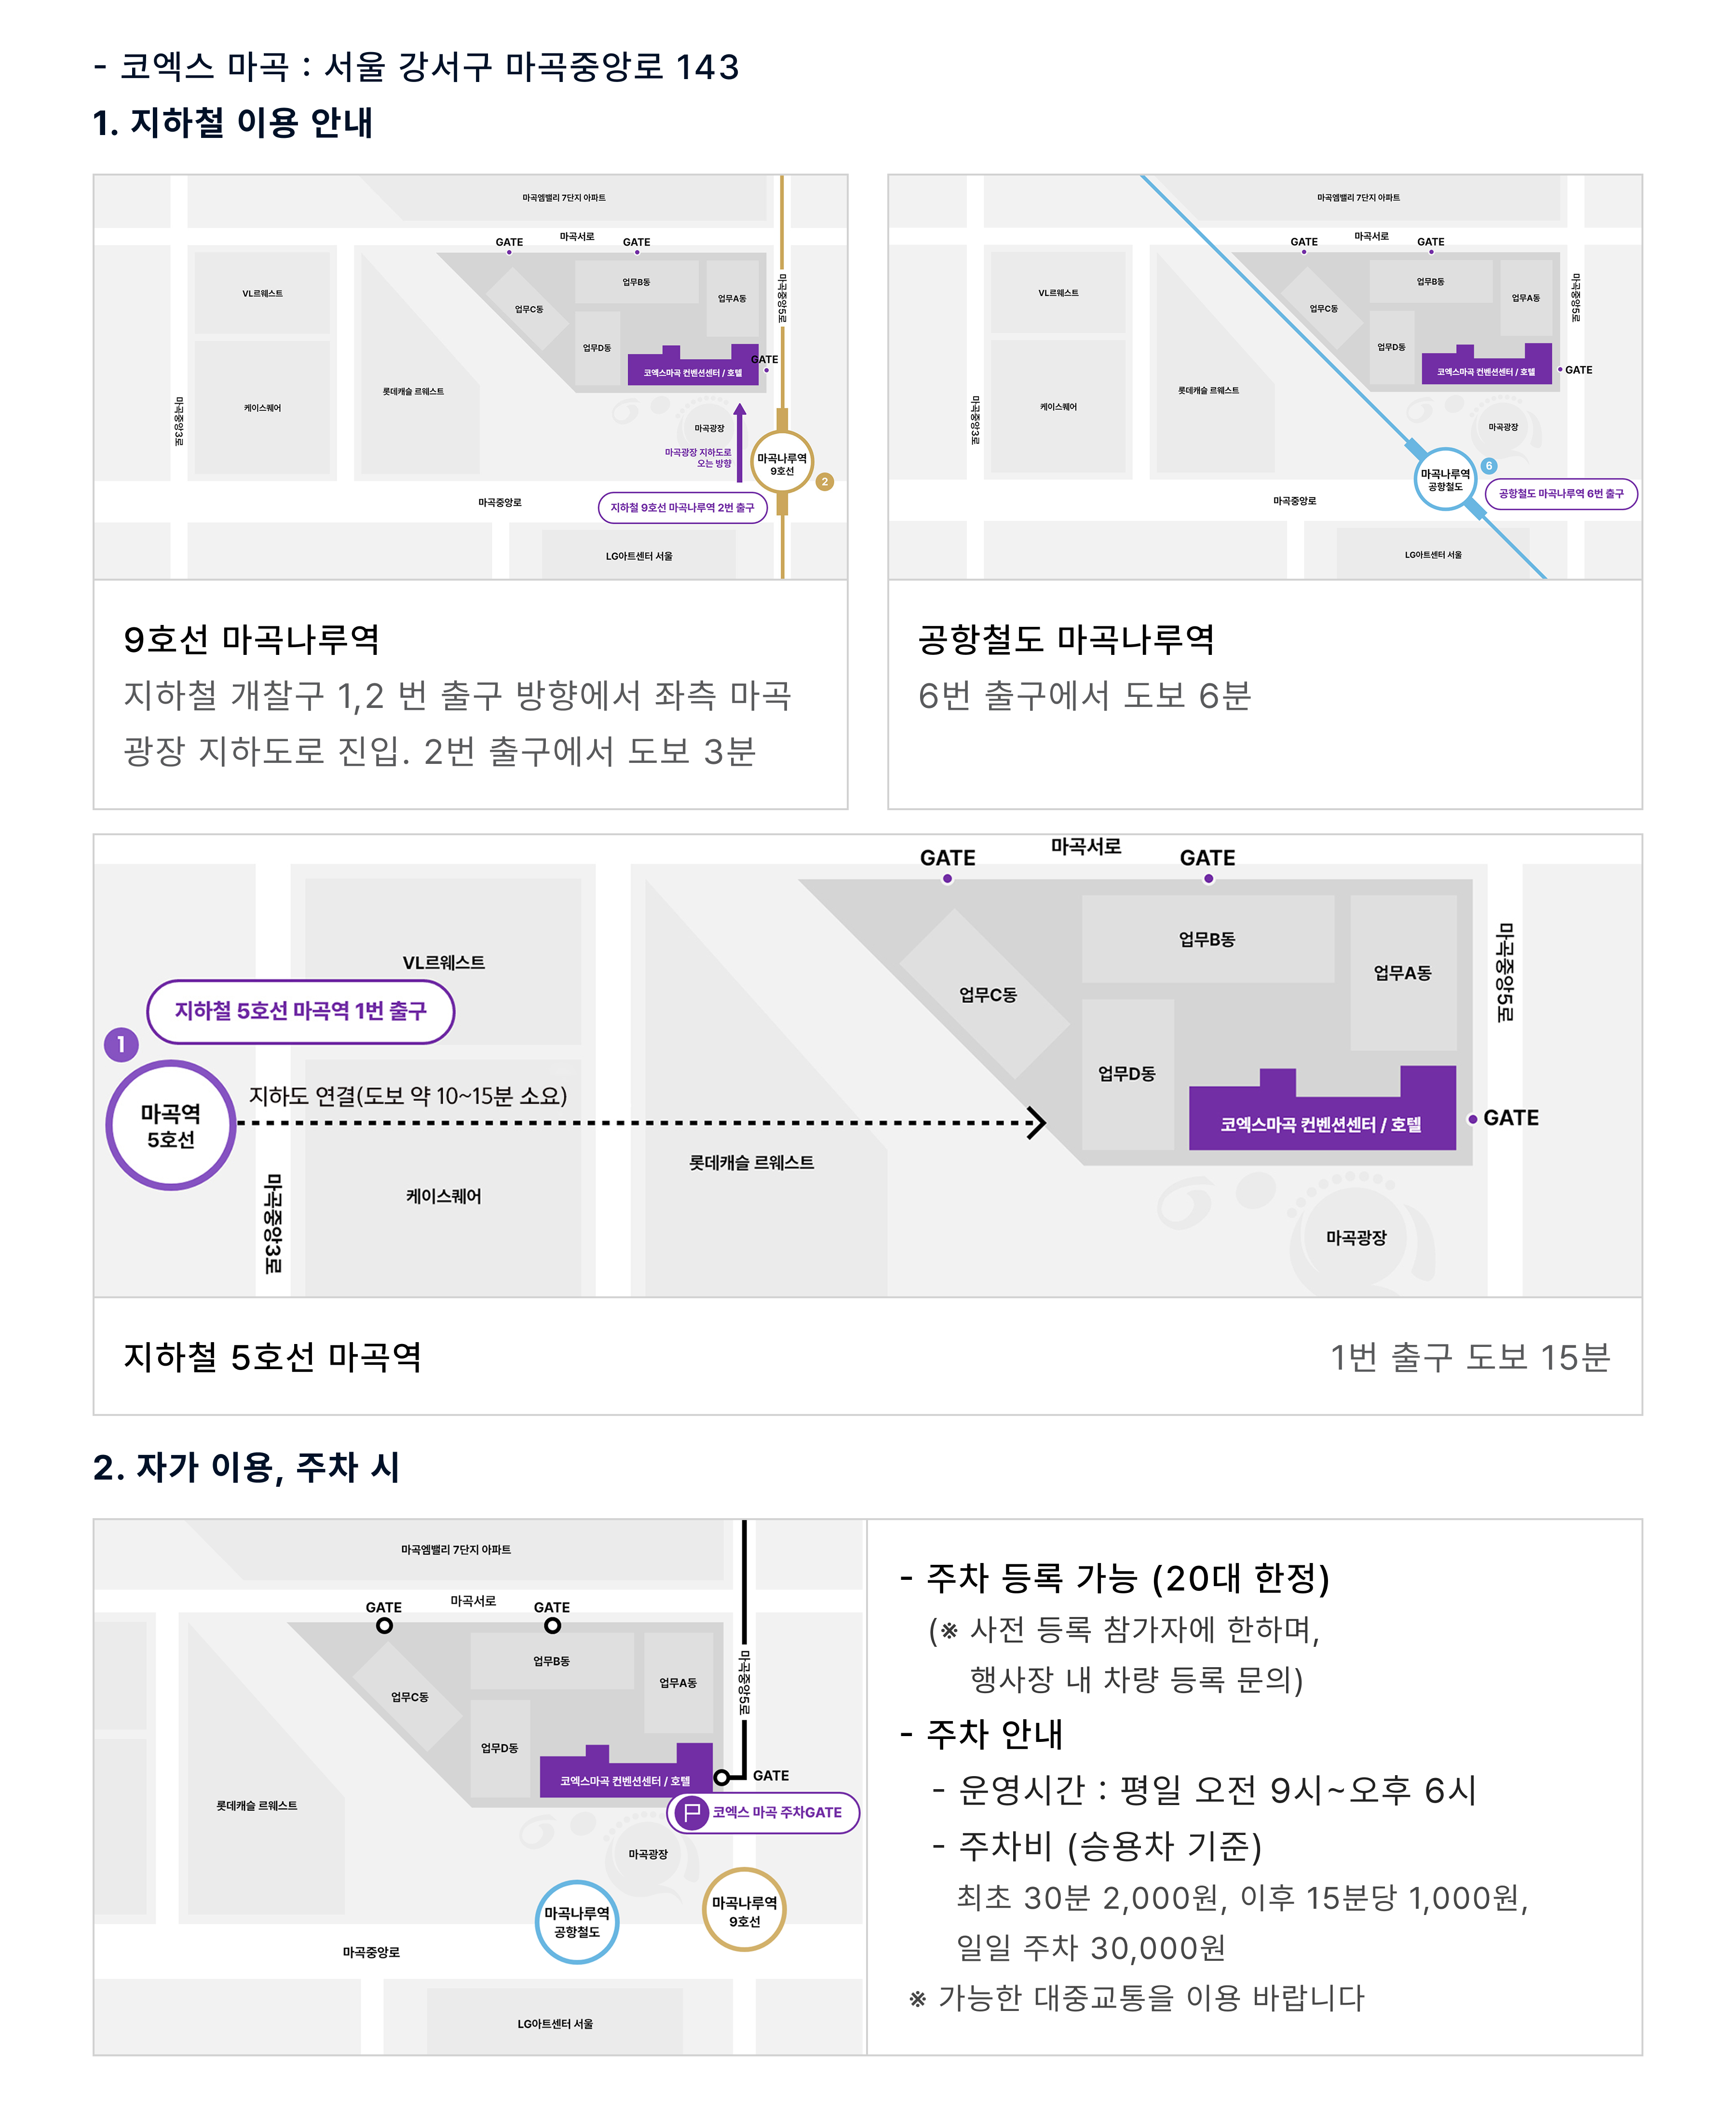 - 코엑스 마곡 : 서울 강서구 마곡중앙로 143
1. 지하철 이용 안내
마곡엠밸리 7단지 아파트
GATE
마곡서로
GATE
VL르웨스트
업무B동
업무A동
업무C동
마곡중앙5로
업무D동
GATE
코엑스마곡 컨벤션센터 / 호텔
롯데캐슬 르웨스트
케이스퀘어
마곡중앙3로
마곡광장
마곡광장 지하도로
오는 방향
마곡나루역
9호선
2
마곡중앙로
지하철 9호선 마곡나루역 2번 출구
LG아트센터 서울
9호선 마곡나루역
지하철 개찰구 1,2 번 출구 방향에서 좌측 마곡
광장 지하도로 진입. 2번 출구에서 도보 3분
마곡엠밸리 7단지 아파트
GATE
마곡서로
GATE
VL르웨스트
업무B동
업무A동
업무C동
마곡중앙5로
업무D동
코엑스마곡 컨벤션센터 / 호텔
GATE
롯데캐슬 르웨스트
케이스퀘어
마곡중앙3로
마곡광장
6
마곡나루역
공항철도
공항철도 마곡나루역 6번 출구
마곡중앙로
LG아트센터 서울
공항철도 마곡나루역
6번 출구에서 도보 6분
마곡서로
GATE
GATE
업무B동
VL르웨스트
업무A동
마곡중앙5로
업무C동
지하철 5호선 마곡역 1번 출구
1
업무D동
지하도 연결(도보 약 10~15분 소요)
마곡역
5호선
코엑스마곡 컨벤션센터 / 호텔
GATE
롯데캐슬 르웨스트
케이스퀘어
마곡중앙3로
마곡광장
지하철 5호선 마곡역
1번 출구 도보 15분
2. 자가 이용, 주차 시
마곡엠밸리 7단지 아파트
GATE
마곡서로
GATE
업무B동
업무A동
마곡중앙5로
업무C동
업무D동
코엑스마곡 컨벤션센터 / 호텔
GATE
롯데캐슬 르웨스트
코엑스 마곡 주차GATE
마곡광장
마곡나루역
공항철도
마곡나루역
9호선
마곡중앙로
LG아트센터 서울
- 주차 등록 가능 (20대 한정)
(※ 사전 등록 참가자에 한하며,
행사장 내 차량 등록 문의)
- 주차 안내
- 운영시간 : 평일 오전 9시~오후 6시
- 주차비 (승용차 기준)
최초 30분 2,000원, 이후 15분당 1,000원,
일일 주차 30,000원
※ 가능한 대중교통을 이용 바랍니다